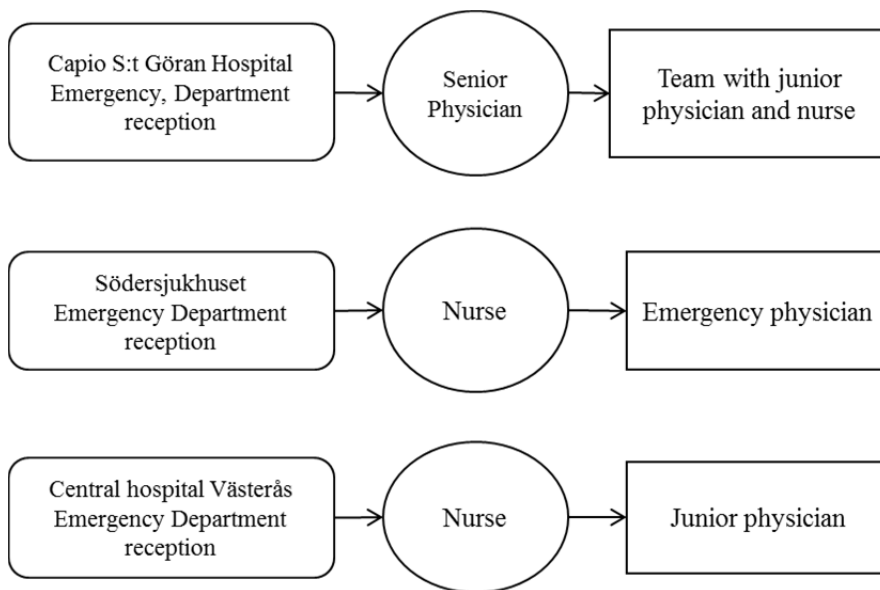 Capio S:t Göran Hospital
Emergency, Department
reception
Senior
Physician
Team with junior
physician and nurse
Södersjukhuset
Emergency Department
reception
Nurse
Emergency physician
Central hospital Västerås
Emergency Department
reception
Nurse
Junior physician